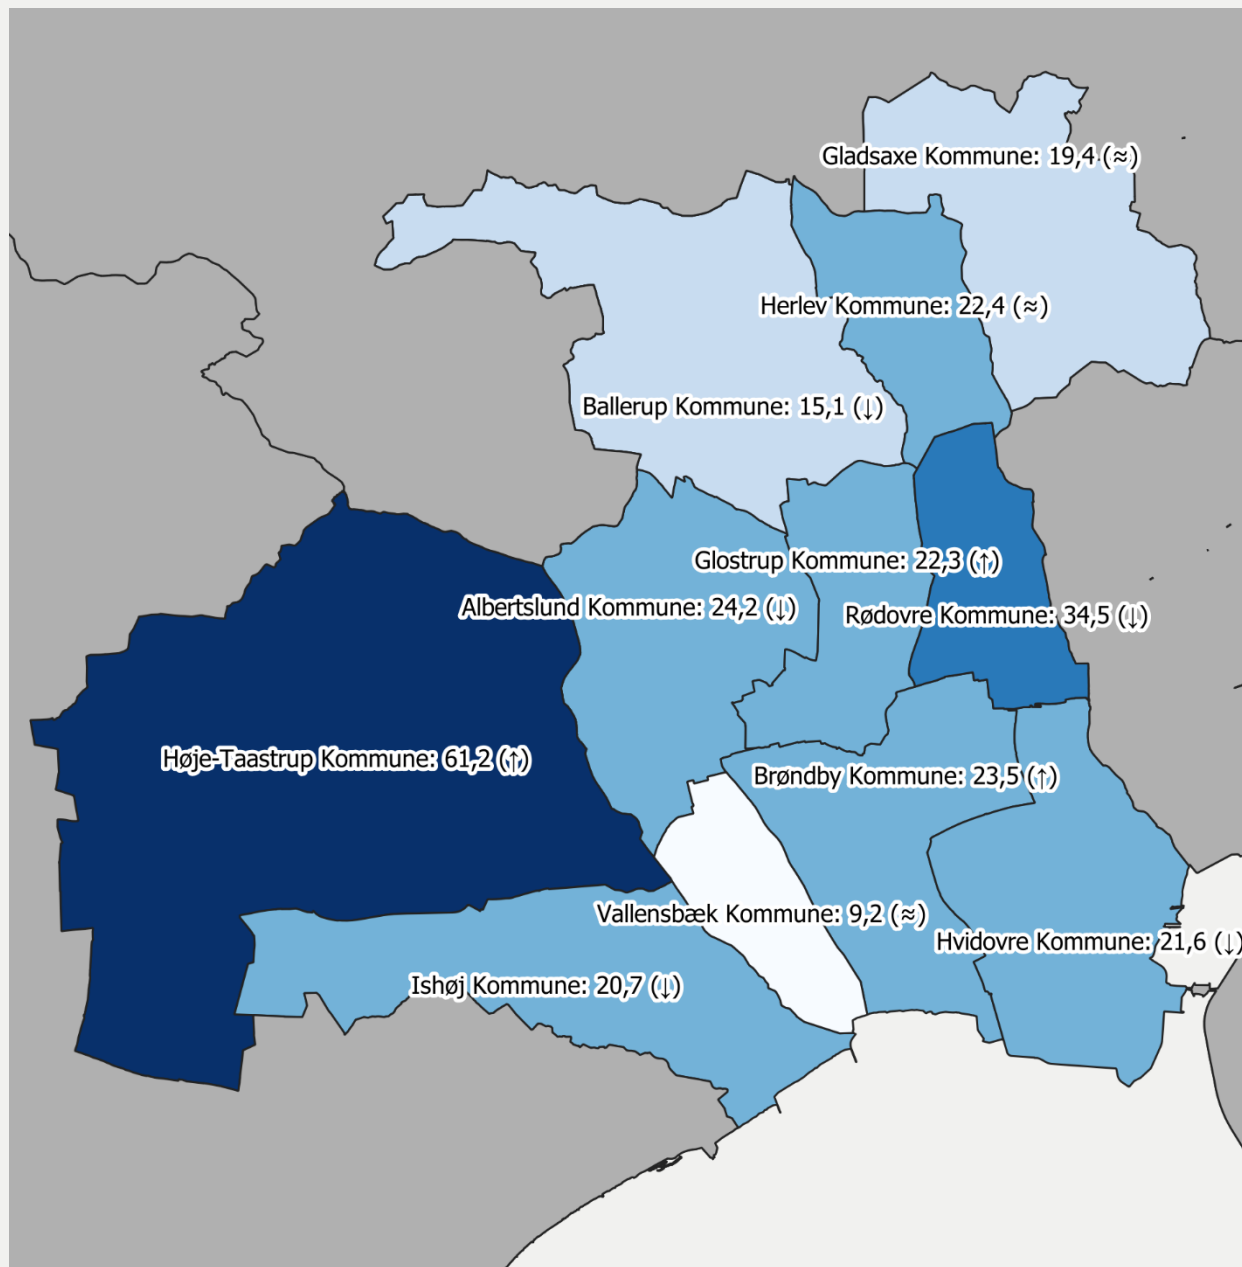 Gladsaxe Kommune: 19,4 (≈)
Herlev Kommune: 22,4 (≈)
Ballerup Kommune: 15,1 (↓)
Glostrup Kommune: 22,3 (↑)
Albertslund Kommune: 24,2 (↓)
Rødovre Kommune: 34,5 (↓)
Høje-Taastrup Kommune: 61,2 (↑)
Brøndby Kommune: 23,5 (↑)
Vallensbæk Kommune: 9,2 (≈)
Hvidovre Kommune: 21,6 (↓)
Ishøj Kommune: 20,7 (↓)